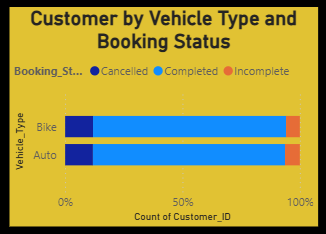 Customer by Vehicle Type and
Booking Status
Booking_St... Cancelled Completed Incomplete
Vehicle_Type
Bike
Auto
0% 50% 100%
Count of Customer_ID